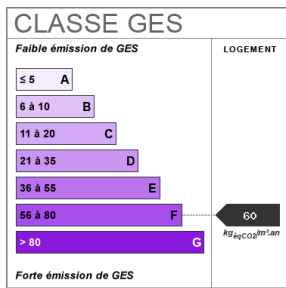 CLASSE GES
Faible émission de GES
LOGEMENT
≤ 5 A
6 à 10 B
11 à 20 C
21 à 35 D
36 à 55 E
56 à 80 F
60
kgéqCO2/m².an
> 80 G
Forte émission de GES